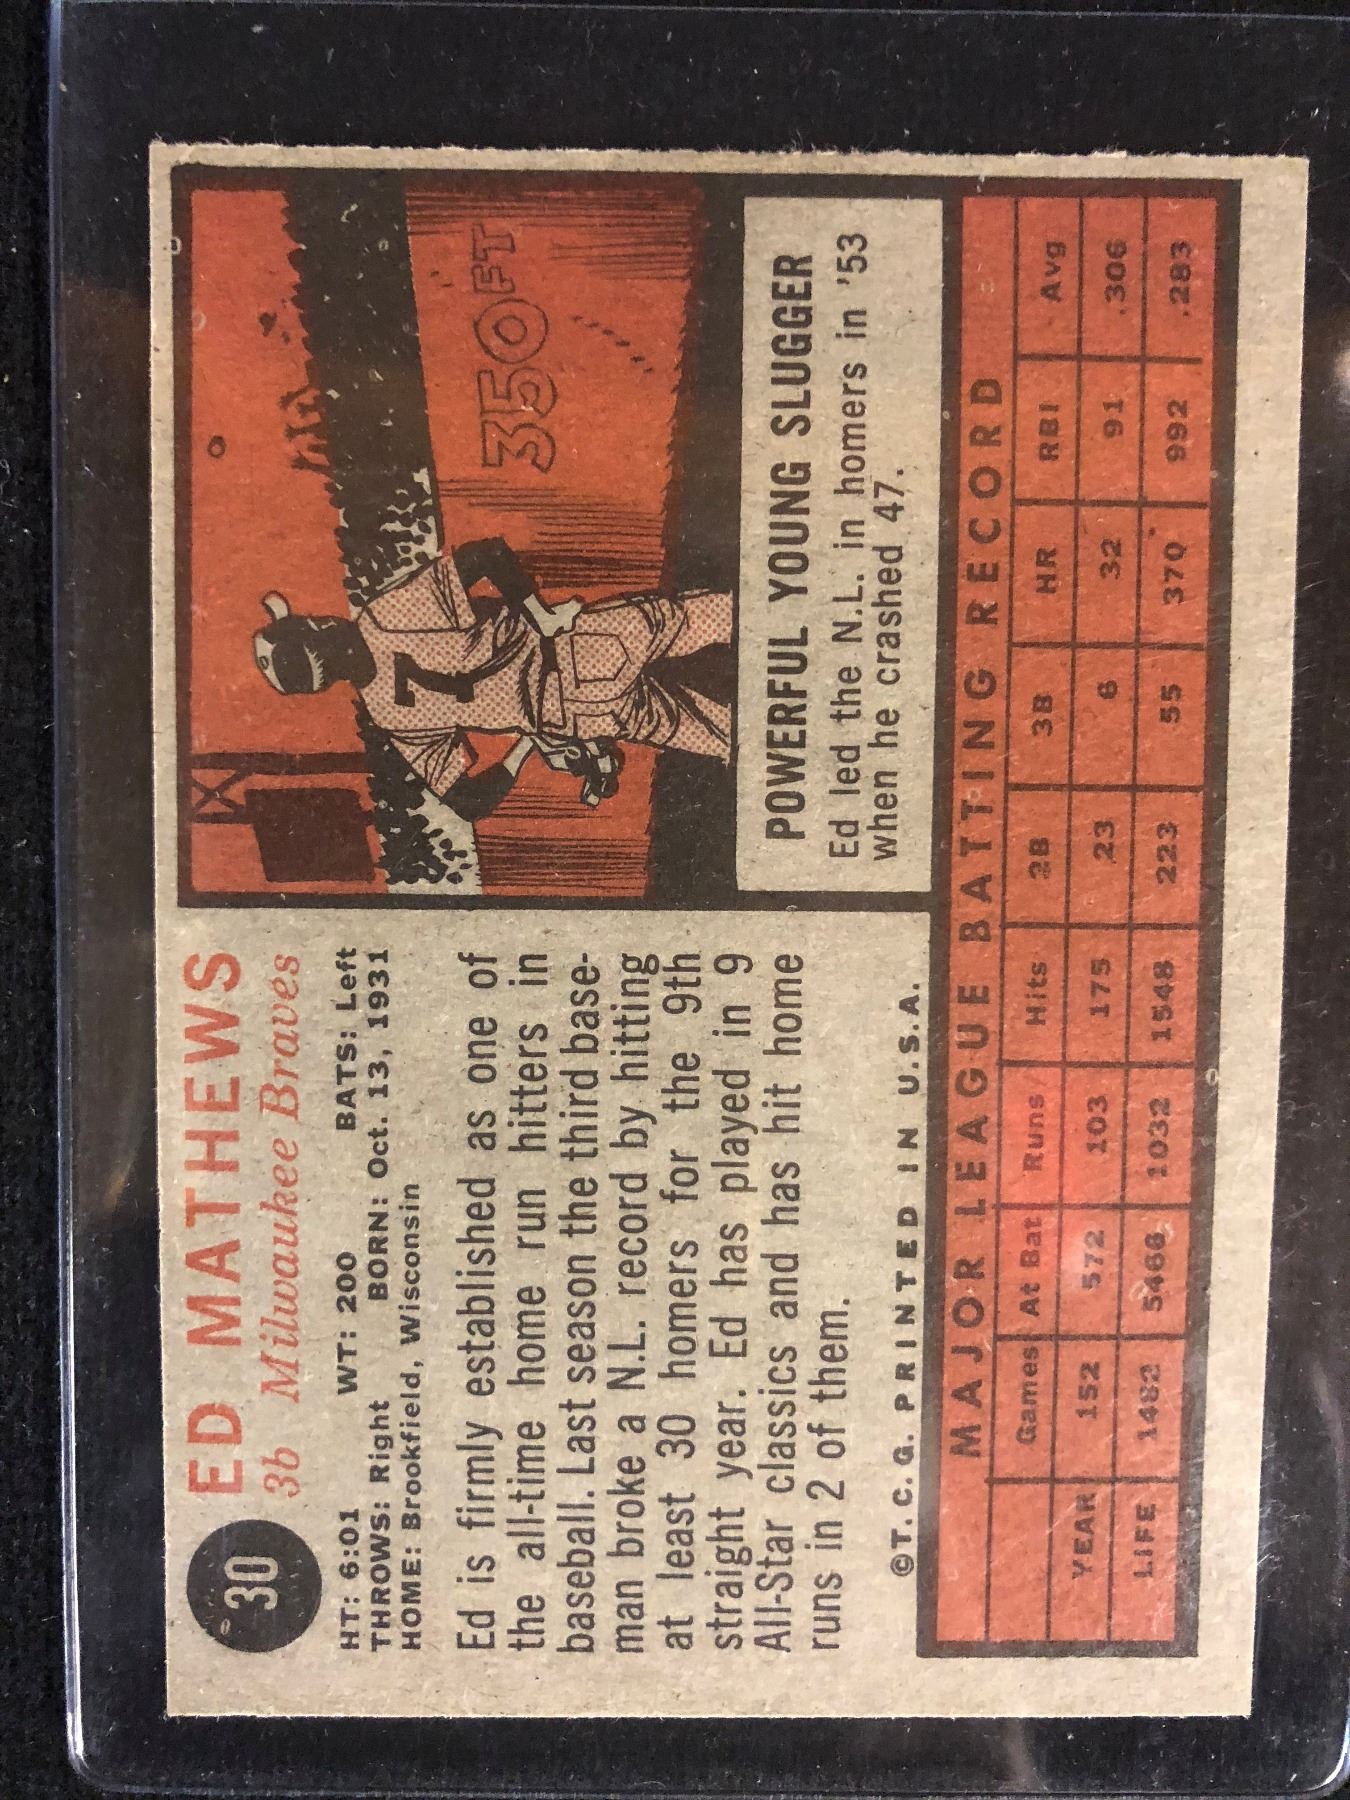 30
ED MATHEWS
3b Milwaukee Braves
HT: 6:01 WT: 200 BATS: Left
THROWS: Right BORN: Oct. 13, 1931
HOME: Brookfield, Wisconsin
Ed is firmly established as one of
the all-time home run hitters in
baseball. Last season the third base-
man broke a N.L. record by hitting
at least 30 homers for the 9th
straight year. Ed has played in 9
All-Star classics and has hit home
runs in 2 of them.
©T.C.G. PRINTED IN U.S.A.
350FT
7
POWERFUL YOUNG SLUGGER
Ed led the N.L. in homers in '53
when he crashed 47.
MAJOR LEAGUE BATTING RECORD
Games At Bat Runs Hits 2B 3B HR RBI Avg
YEAR 152 572 103 175 23 6 32 91 .306
LIFE 1482 5466 1032 1548 223 55 370 992 .283